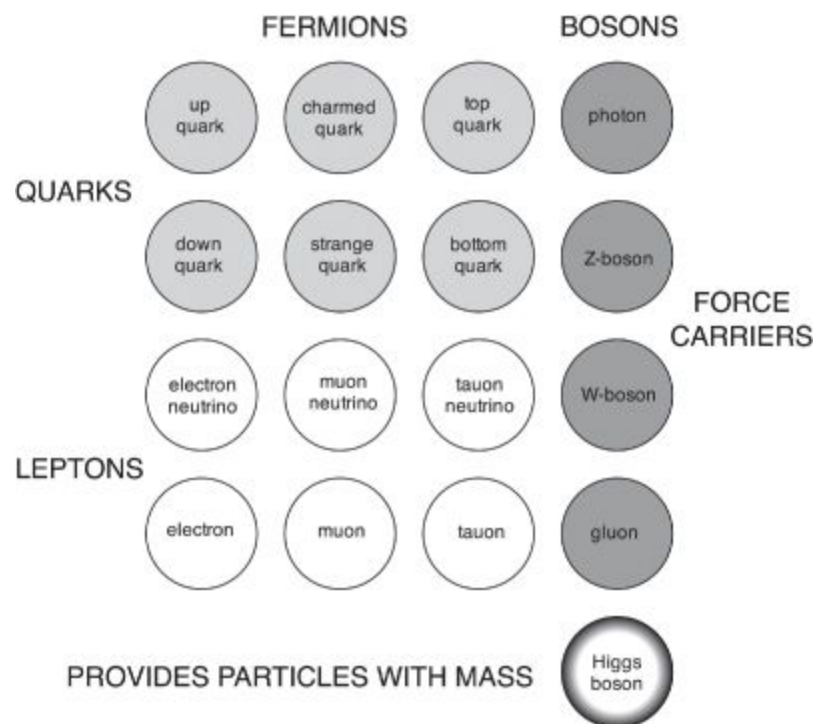 FERMIONS
BOSONS
up
quark
charmed
quark
top
quark
photon
QUARKS
down
quark
strange
quark
bottom
quark
Z-boson
FORCE
CARRIERS
electron
neutrino
muon
neutrino
tauon
neutrino
W-boson
LEPTONS
electron
muon
tauon
gluon
PROVIDES PARTICLES WITH MASS
Higgs
boson